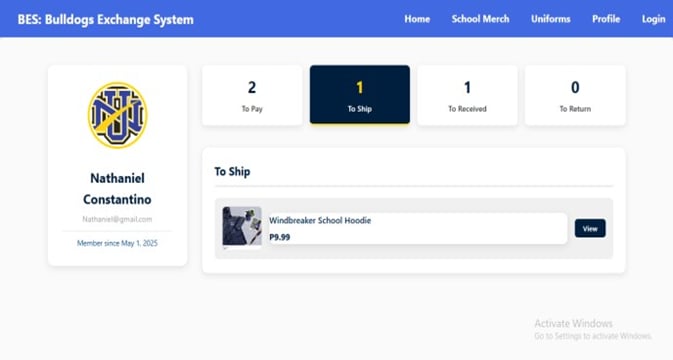 BES: Bulldogs Exchange System
Home School Merch Uniforms Profile Login
2
To Pay
1
To Ship
1
To Received
0
To Return
Nathaniel
Constantino
Nathaniel@gmail.com
Member since May 1, 2025
To Ship
Windbreaker School Hoodie
₱9.99
View
Activate Windows
Go to Settings to activate Windows.